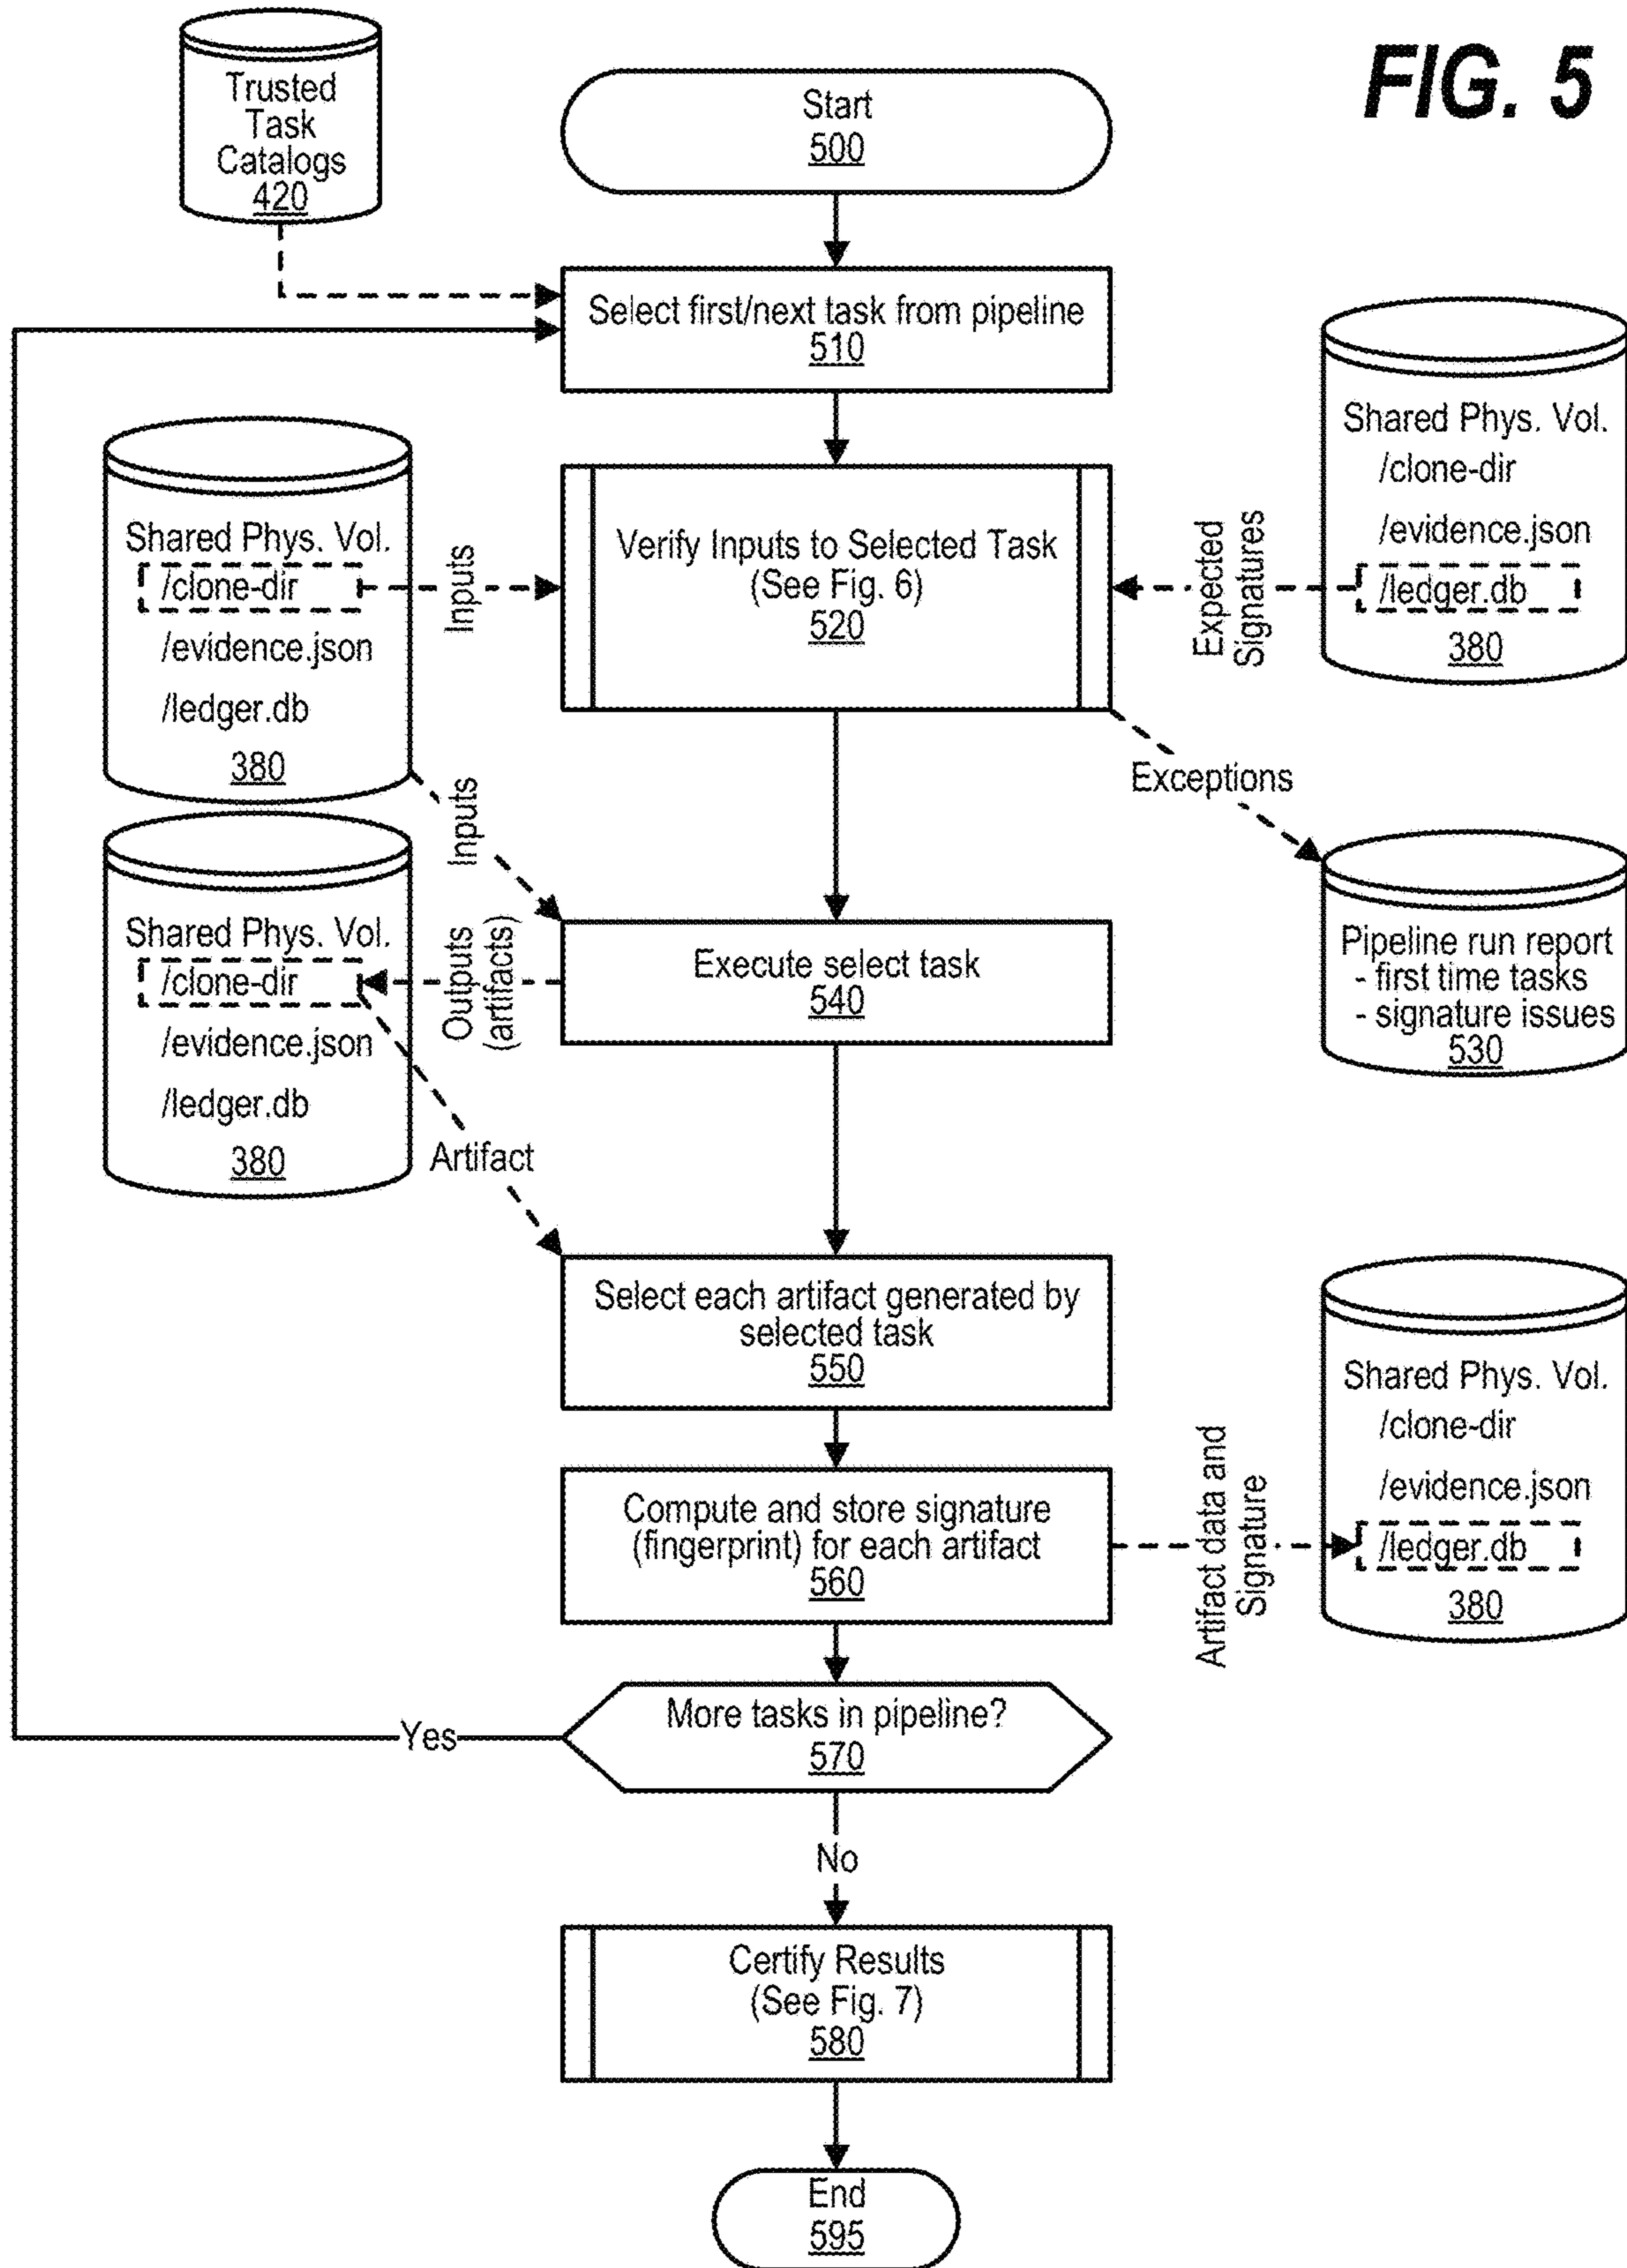 FIG. 5
Trusted
Task
Catalogs
420
Start
500
Select first/next task from pipeline
510
Shared Phys. Vol.
/clone-dir
/evidence.json
/ledger.db
380
Inputs
Verify Inputs to Selected Task
(See Fig. 6)
520
Expected
Signatures
Shared Phys. Vol.
/clone-dir
/evidence.json
/ledger.db
380
Exceptions
Inputs
Pipeline run report
- first time tasks
- signature issues
530
Shared Phys. Vol.
/clone-dir
/evidence.json
/ledger.db
380
Outputs
(artifacts)
Execute select task
540
Artifact
Select each artifact generated by
selected task
550
Compute and store signature
(fingerprint) for each artifact
560
Artifact data and
Signature
Shared Phys. Vol.
/clone-dir
/evidence.json
/ledger.db
380
More tasks in pipeline?
570
Yes
No
Certify Results
(See Fig. 7)
580
End
595